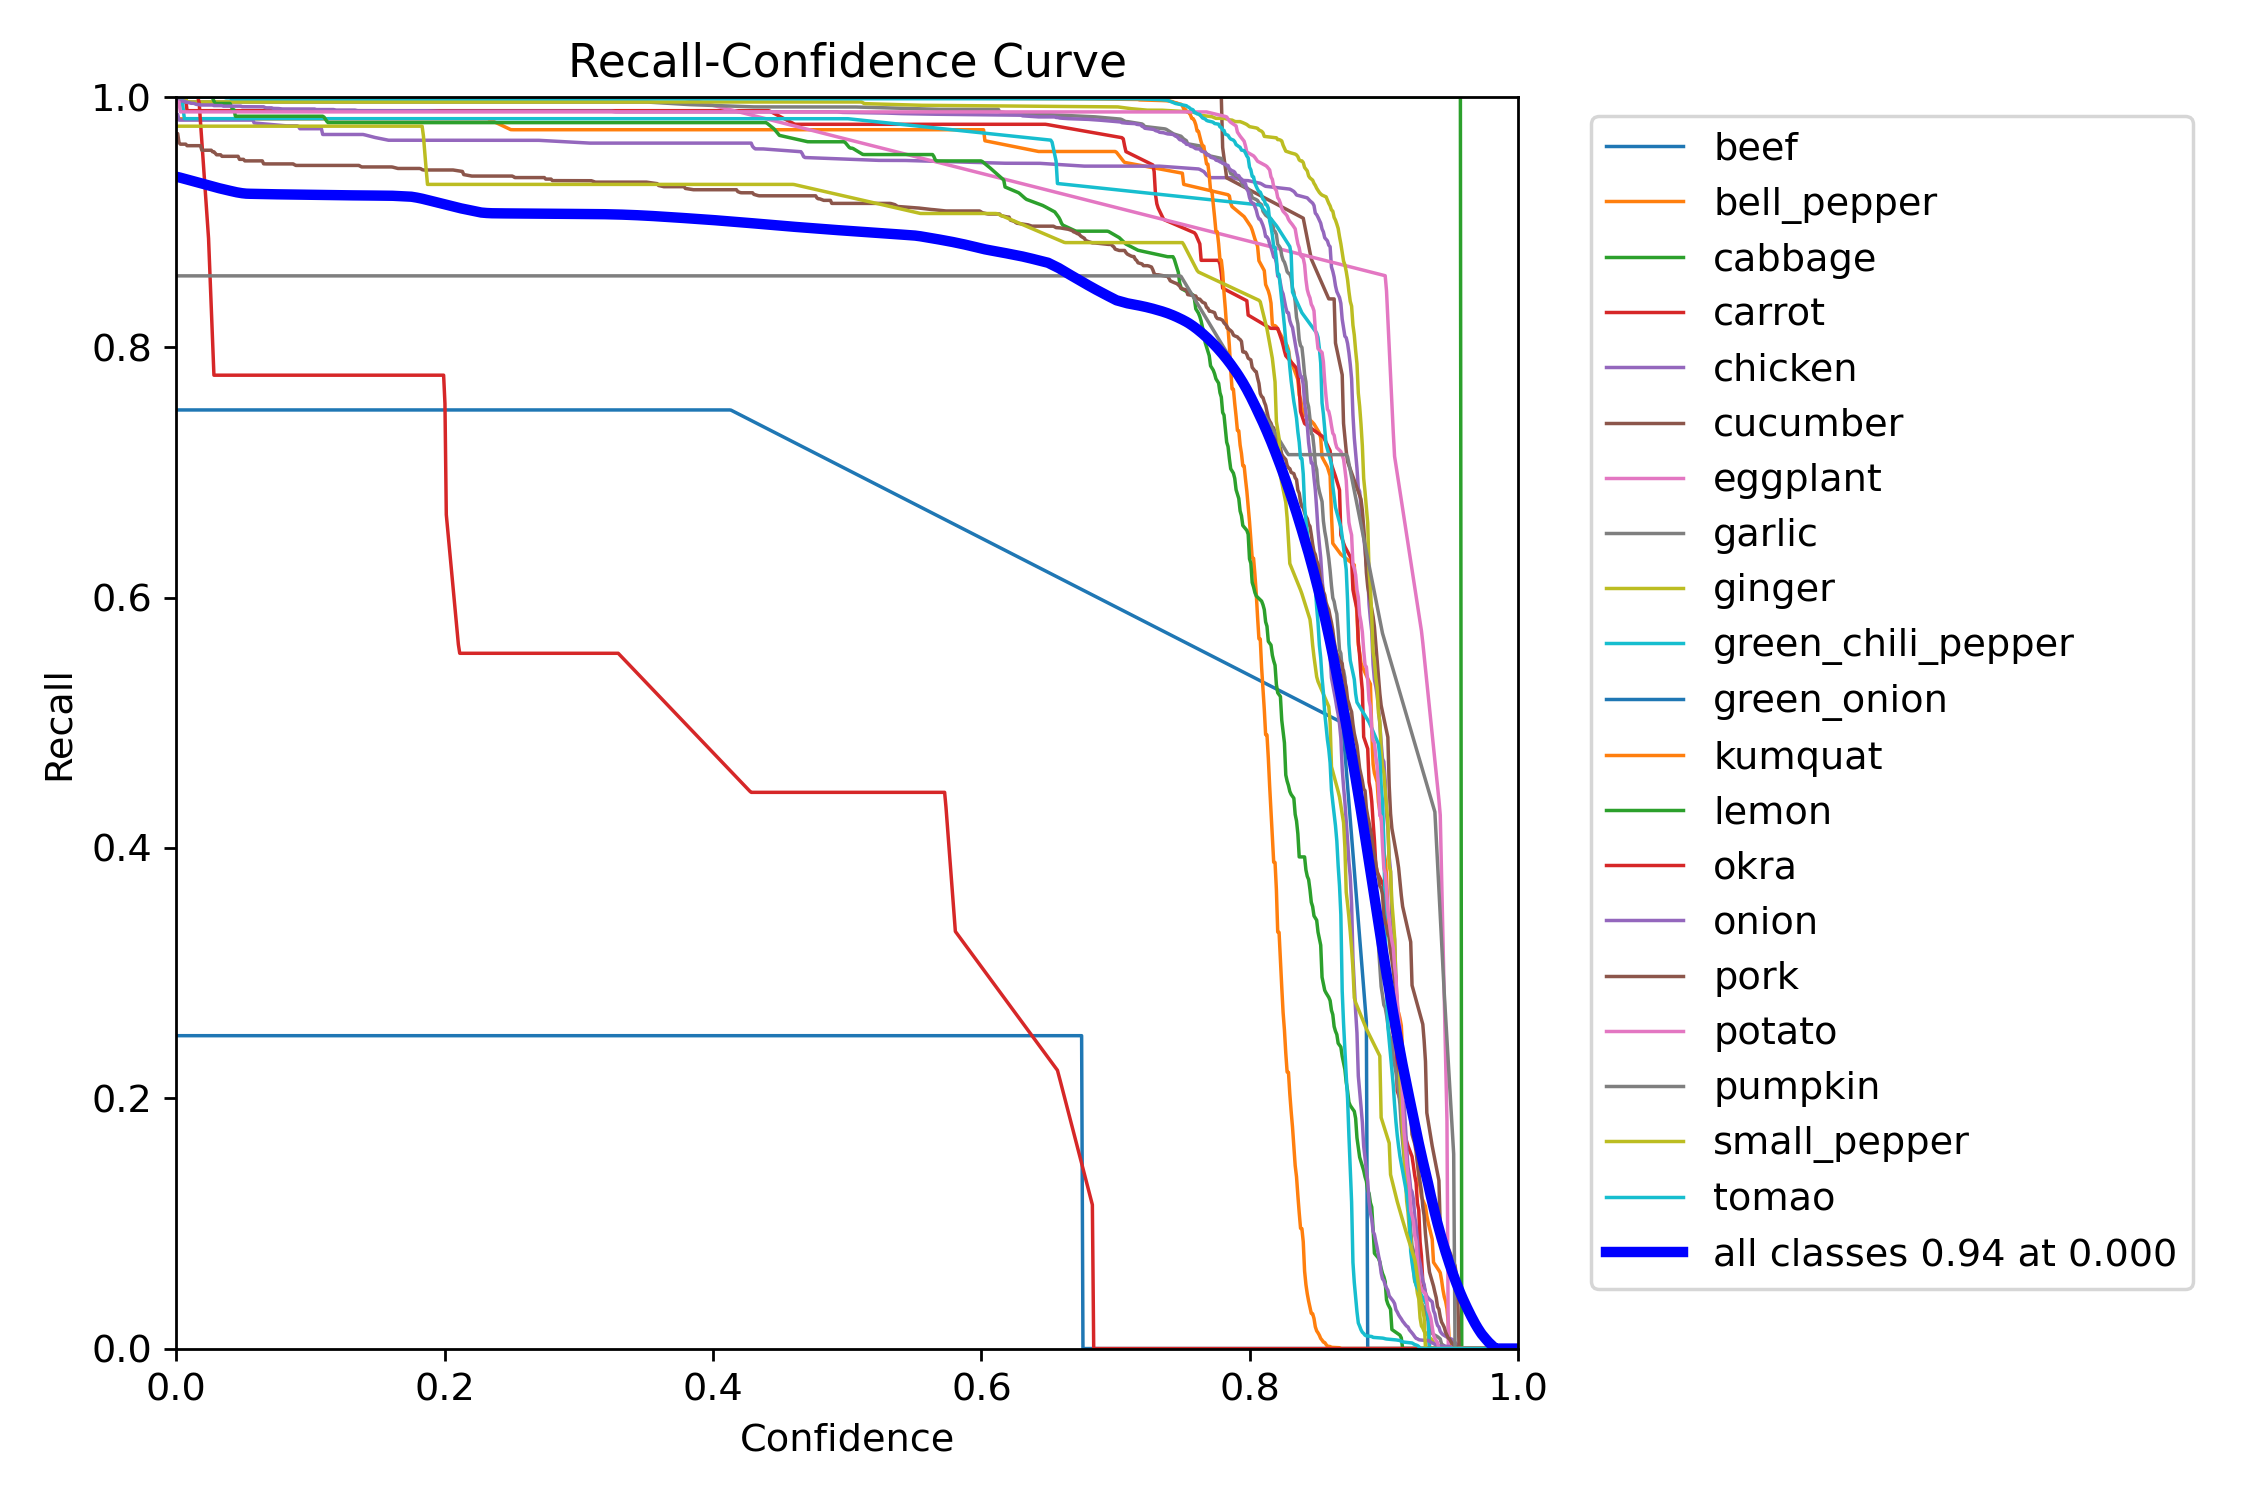 Recall-Confidence Curve
1.0
0.8
0.6
0.4
0.2
0.0
Recall
0.0 0.2 0.4 0.6 0.8 1.0
Confidence
beef
bell_pepper
cabbage
carrot
chicken
cucumber
eggplant
garlic
ginger
green_chili_pepper
green_onion
kumquat
lemon
okra
onion
pork
potato
pumpkin
small_pepper
tomao
all classes 0.94 at 0.000